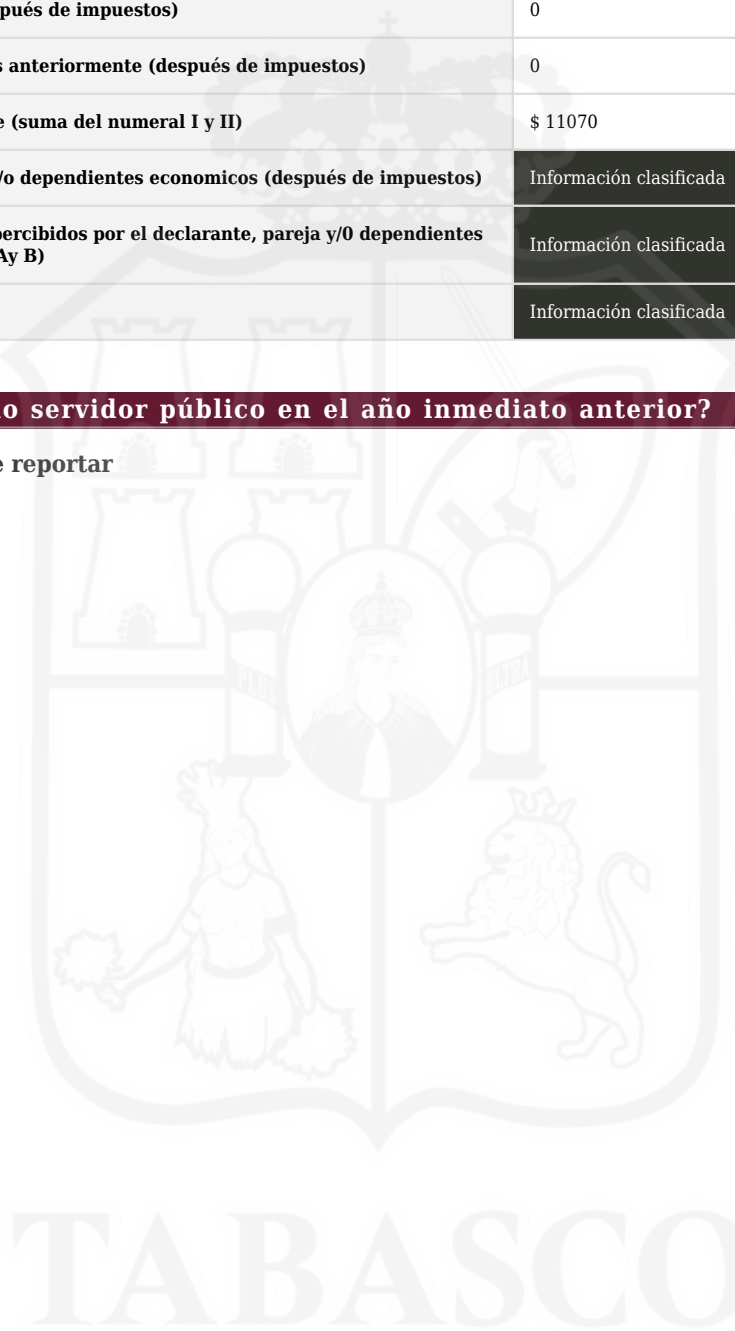 pués de impuestos)
0
s anteriormente (después de impuestos)
0
e (suma del numeral I y II)
$ 11070
/o dependientes economicos (después de impuestos)
Información clasificada
percibidos por el declarante, pareja y/0 dependientes
Ay B)
Información clasificada
Información clasificada
o servidor público en el año inmediato anterior?
e reportar
PLUS
ULTRA
TABASCO